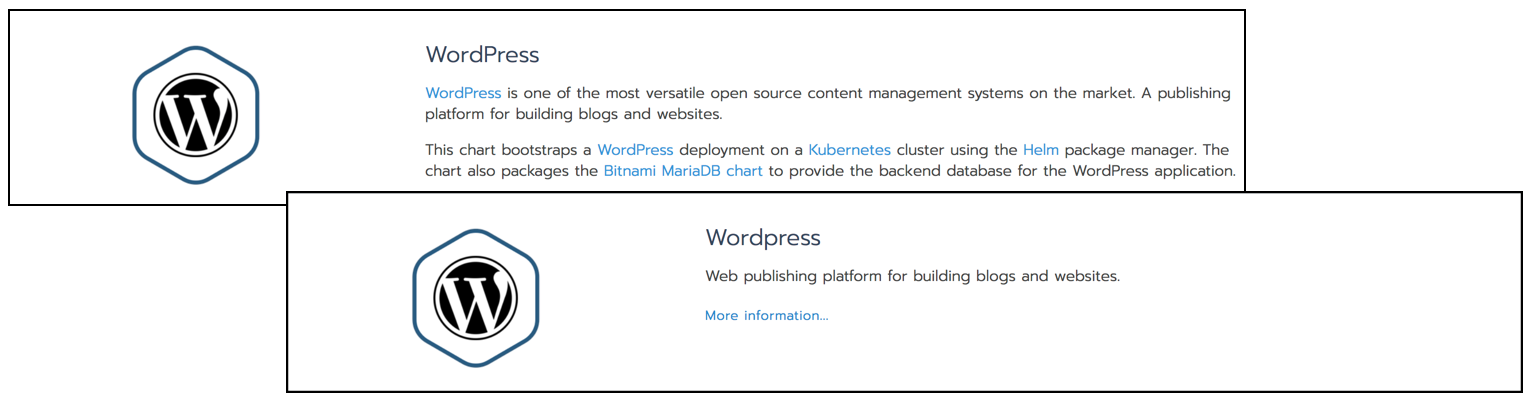 WordPress
WordPress is one of the most versatile open source content management systems on the market. A publishing
platform for building blogs and websites.
This chart bootstraps a WordPress deployment on a Kubernetes cluster using the Helm package manager. The
chart also packages the Bitnami MariaDB chart to provide the backend database for the WordPress application.
Wordpress
Web publishing platform for building blogs and websites.
More information...